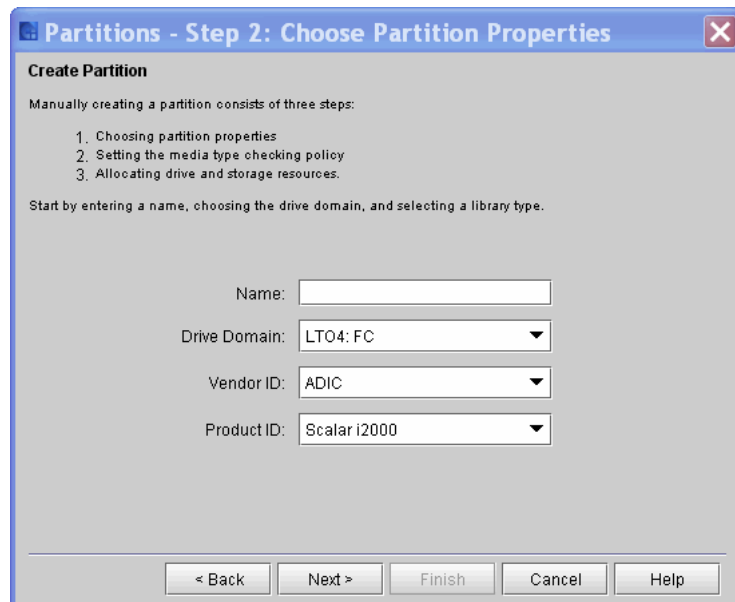 Partitions - Step 2: Choose Partition Properties
Create Partition
Manually creating a partition consists of three steps:
1. Choosing partition properties
2. Setting the media type checking policy
3. Allocating drive and storage resources.
Start by entering a name, choosing the drive domain, and selecting a library type.
Name:
Drive Domain: LTO4: FC
Vendor ID: ADIC
Product ID: Scalar i2000
< Back Next > Finish Cancel Help